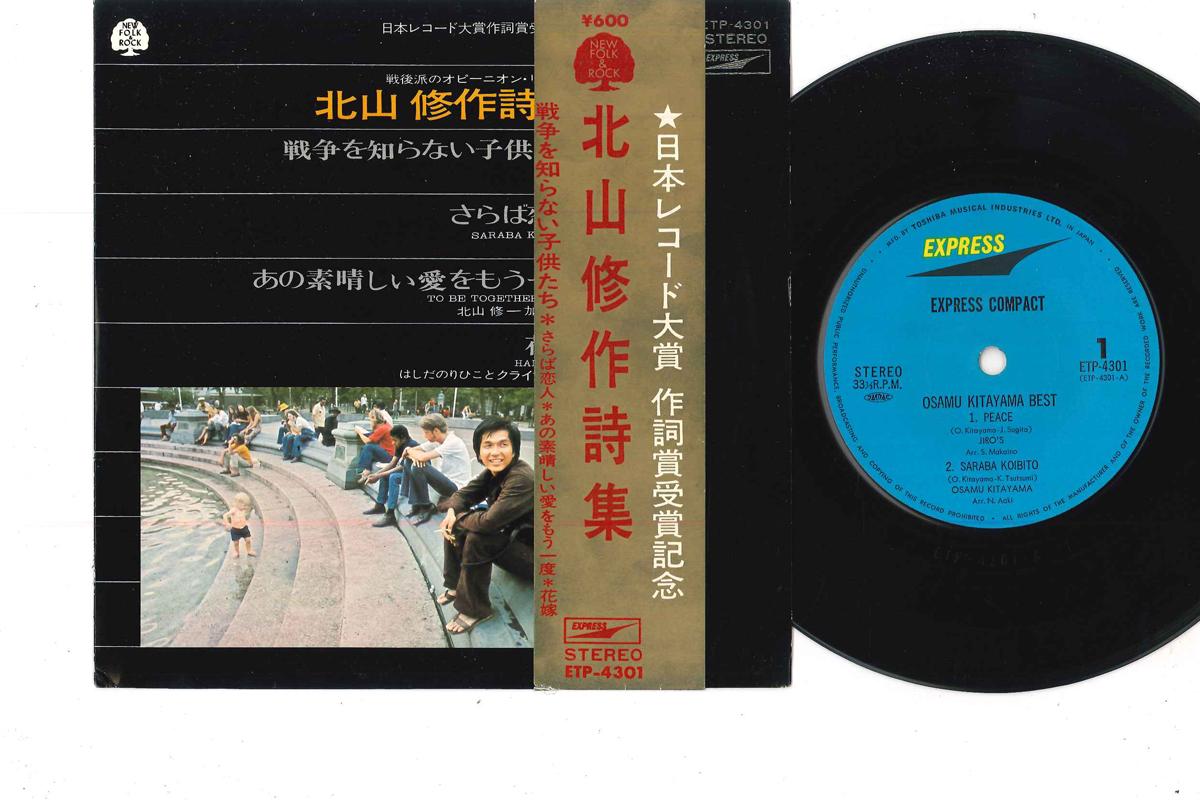 NEW
FOLK
& ROCK
日本レコード大賞作詞賞受
戦後派のオピーニオン・リ
北山 修作詩
戦争を知らない子供
さらば恋
SARABA K
あの素晴しい愛をもう一
TO BE TOGETHER
北山 修ー加
花
HAN
はしだのりひことクライ
¥600
NEW
FOLK
&
ROCK
★日本レコード大賞 作詞賞受賞記念
北山修作詩集
戦争を知らない子供たち*さらば恋人*あの素晴しい愛をもう一度*花嫁
EXPRESS
STEREO
ETP-4301
ETP-4301
STEREO
EXPRESS
MFD. BY TOSHIBA MUSICAL INDUSTRIES LTD. IN JAPAN • ALL RIGHTS OF THE MANUFACTURER AND OF THE OWNER OF THE RECORDED WORK ARE RESERVED • UNAUTHORIZED PUBLIC PERFORMANCE, BROADCASTING AND COPYING OF THIS RECORD PROHIBITED •
EXPRESS
EXPRESS COMPACT
STEREO
33⅓R.P.M.
1
ETP-4301
(ETP-4301-A)
OSAMU KITAYAMA BEST
1. PEACE
(O. Kitayama-J. Sugita)
JIRO'S
Arr. S. Makaino
2. SARABA KOIBITO
(O. Kitayama-K. Tsutsumi)
OSAMU KITAYAMA
Arr. N. Aoki